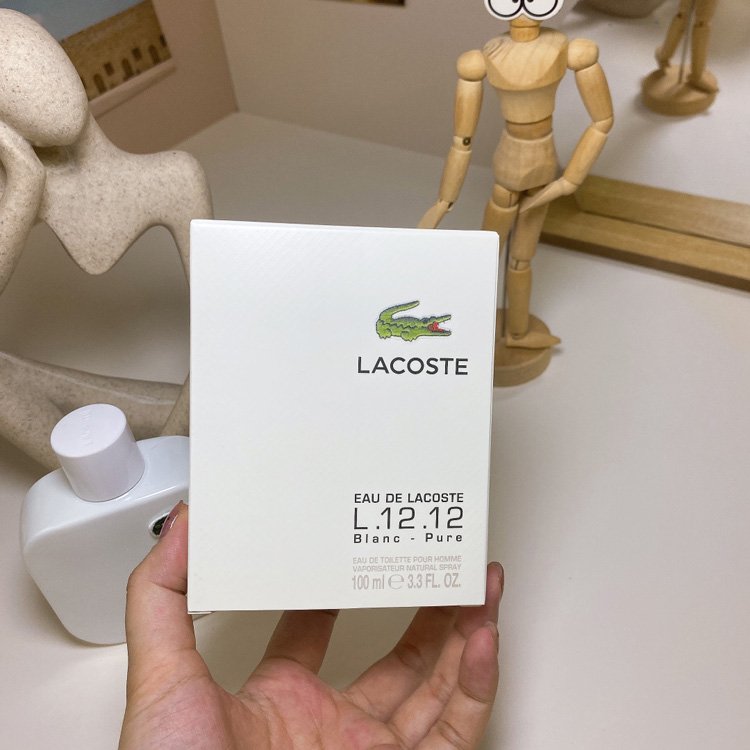 LACOSTE
EAU DE LACOSTE
L.12.12
Blanc - Pure
EAU DE TOILETTE POUR HOMME
VAPORISATEUR NATURAL SPRAY
100 ml ℮ 3.3 FL. OZ.